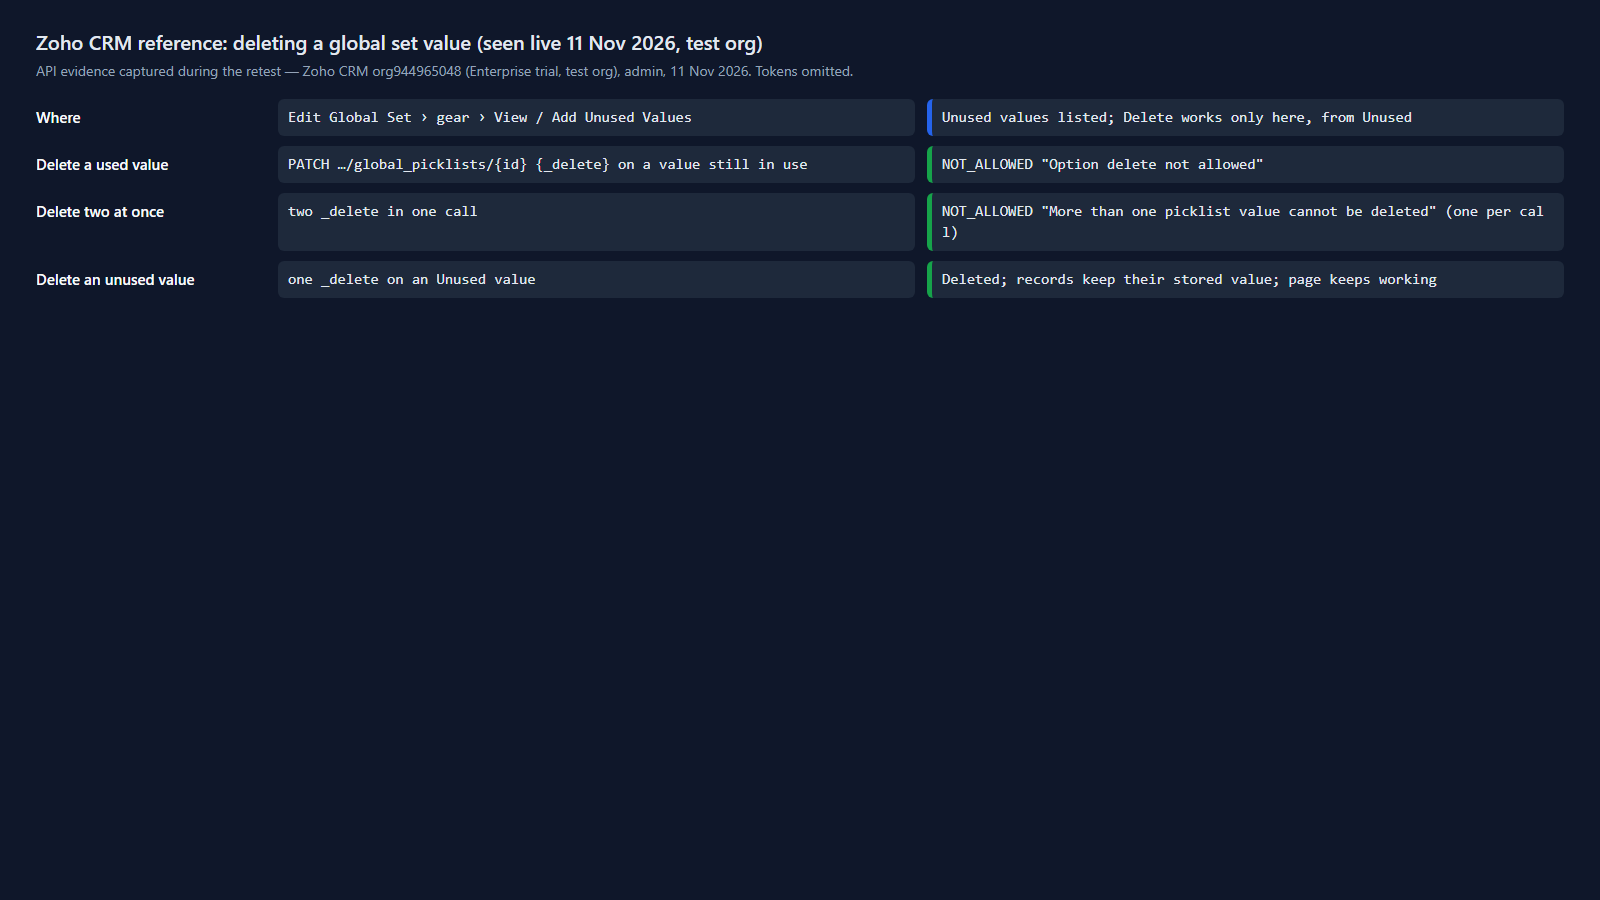 Zoho CRM reference: deleting a global set value (seen live 11 Nov 2026, test org)
API evidence captured during the retest — Zoho CRM org944965048 (Enterprise trial, test org), admin, 11 Nov 2026. Tokens omitted.
Where
Edit Global Set › gear › View / Add Unused Values
Unused values listed; Delete works only here, from Unused
Delete a used value
PATCH …/global_picklists/{id} {_delete} on a value still in use
NOT_ALLOWED "Option delete not allowed"
Delete two at once
two _delete in one call
NOT_ALLOWED "More than one picklist value cannot be deleted" (one per cal
l)
Delete an unused value
one _delete on an Unused value
Deleted; records keep their stored value; page keeps working